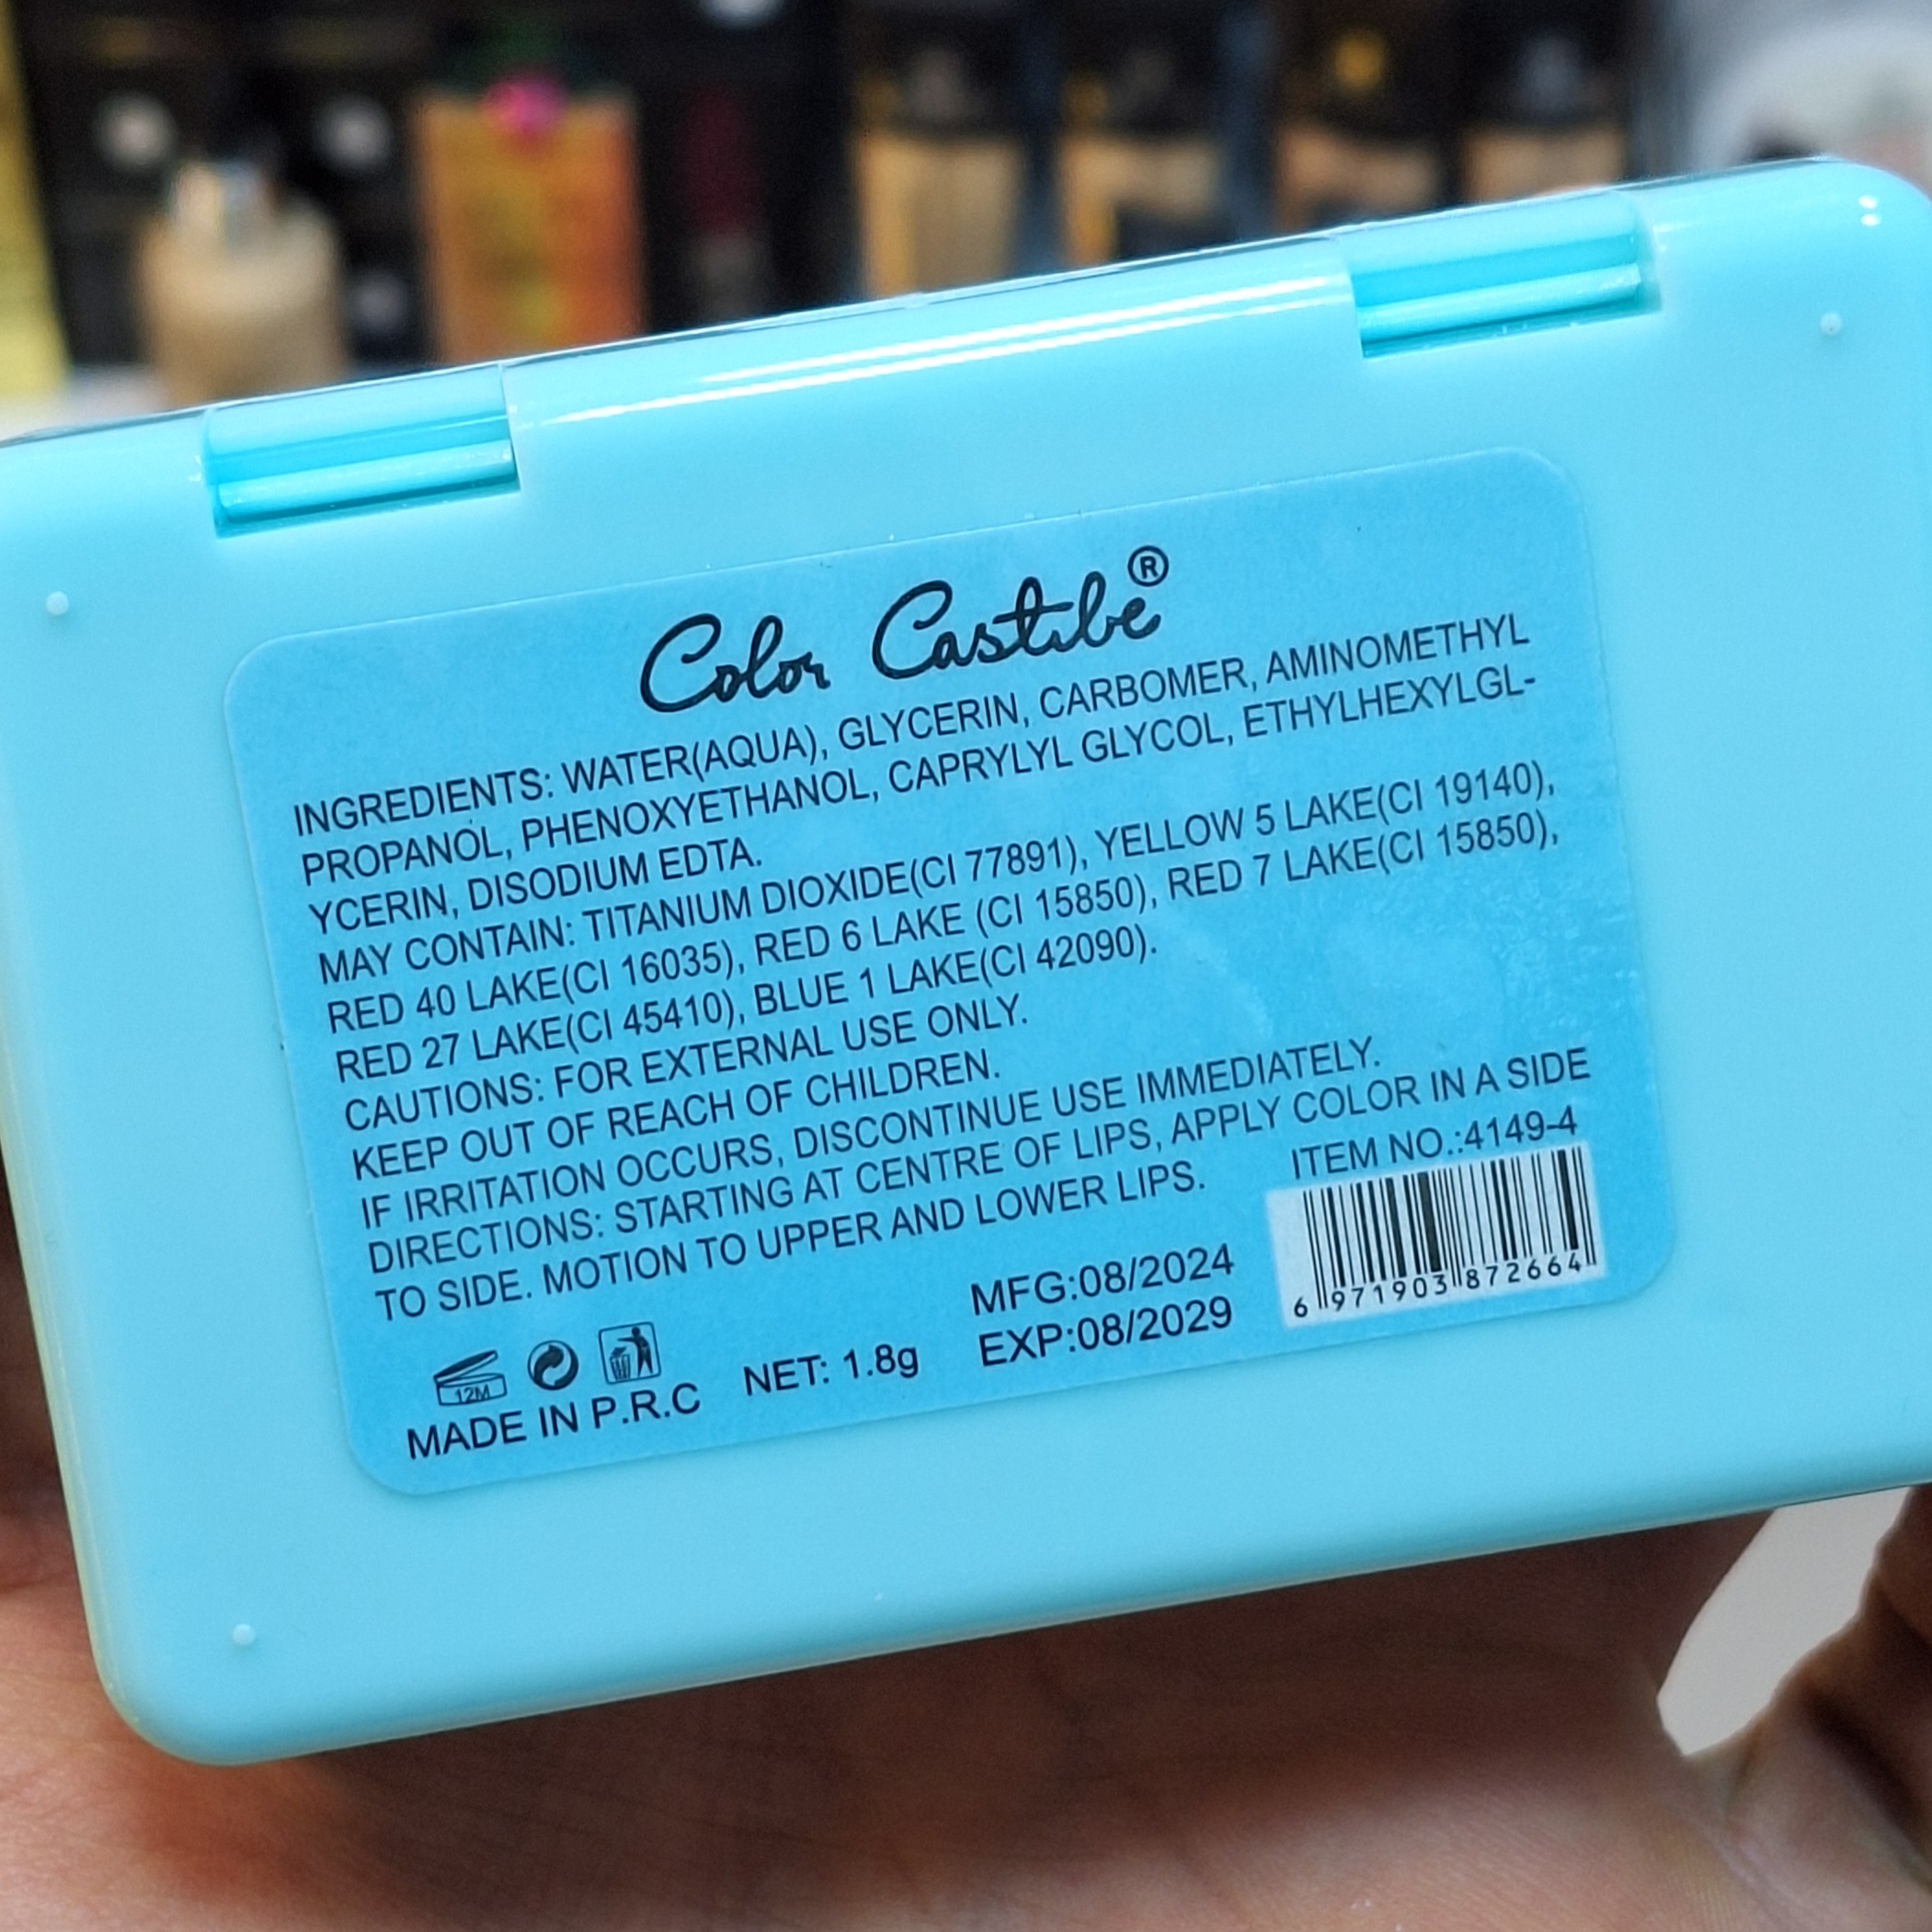 Color Castibe®
INGREDIENTS: WATER(AQUA), GLYCERIN, CARBOMER, AMINOMETHYL
PROPANOL, PHENOXYETHANOL, CAPRYLYL GLYCOL, ETHYLHEXYLGL-
YCERIN, DISODIUM EDTA.
MAY CONTAIN: TITANIUM DIOXIDE(CI 77891), YELLOW 5 LAKE(CI 19140),
RED 40 LAKE(CI 16035), RED 6 LAKE (CI 15850), RED 7 LAKE(CI 15850),
RED 27 LAKE(CI 45410), BLUE 1 LAKE(CI 42090).
CAUTIONS: FOR EXTERNAL USE ONLY.
KEEP OUT OF REACH OF CHILDREN.
IF IRRITATION OCCURS, DISCONTINUE USE IMMEDIATELY.
DIRECTIONS: STARTING AT CENTRE OF LIPS, APPLY COLOR IN A SIDE
TO SIDE. MOTION TO UPPER AND LOWER LIPS.
ITEM NO.:4149-4
6 971903 872664
12M
MADE IN P.R.C
NET: 1.8g
MFG:08/2024
EXP:08/2029